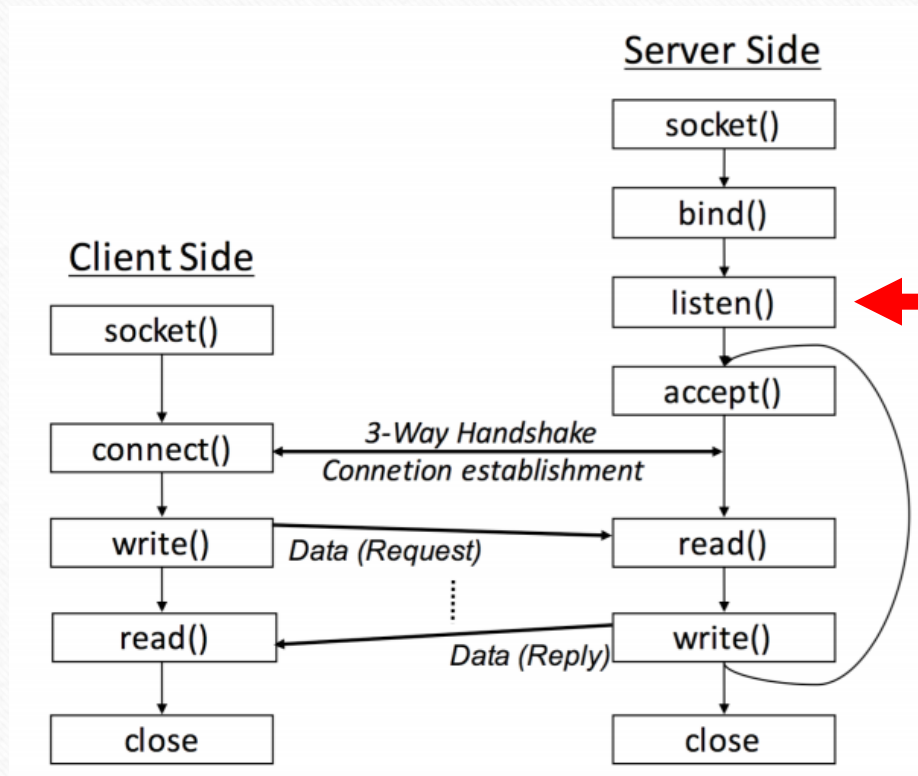 Server Side
socket()
bind()
Client Side
listen()
socket()
accept()
connect()
3-Way Handshake
Connetion establishment
write()
Data (Request)
read()
read()
Data (Reply)
write()
close
close